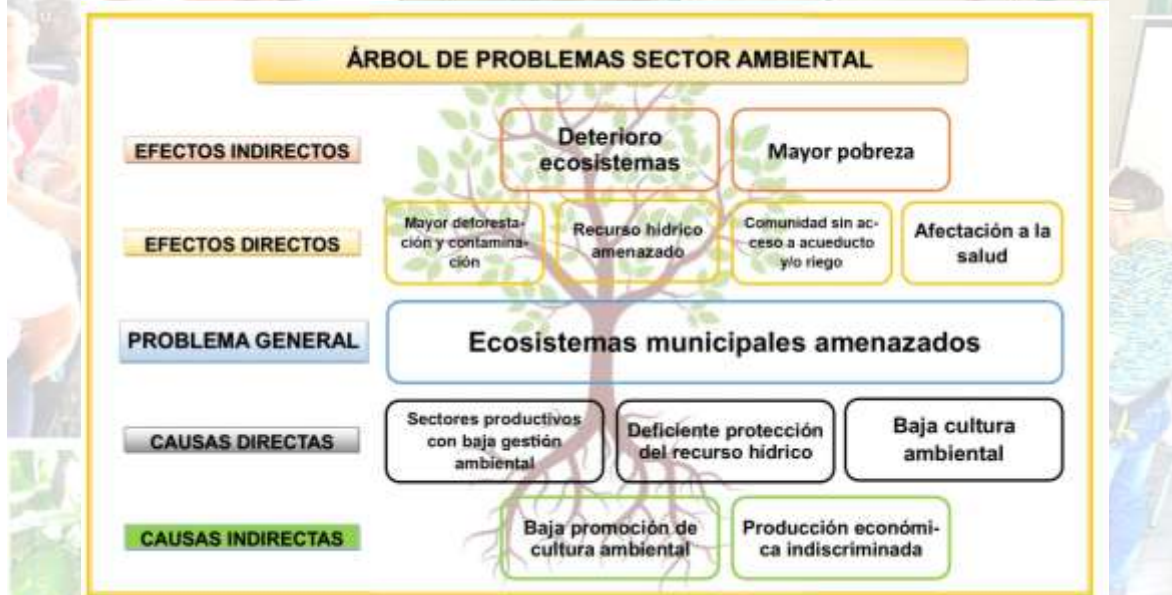 ÁRBOL DE PROBLEMAS SECTOR AMBIENTAL
EFECTOS INDIRECTOS
Deterioro
ecosistemas
Mayor pobreza
EFECTOS DIRECTOS
Mayor deforesta-
ción y contamina-
ción
Recurso hídrico
amenazado
Comunidad sin ac-
ceso a acueducto
y/o riego
Afectación a la
salud
PROBLEMA GENERAL
Ecosistemas municipales amenazados
CAUSAS DIRECTAS
Sectores productivos
con baja gestión
ambiental
Deficiente protección
del recurso hídrico
Baja cultura
ambiental
CAUSAS INDIRECTAS
Baja promoción de
cultura ambiental
Producción económi-
ca indiscriminada